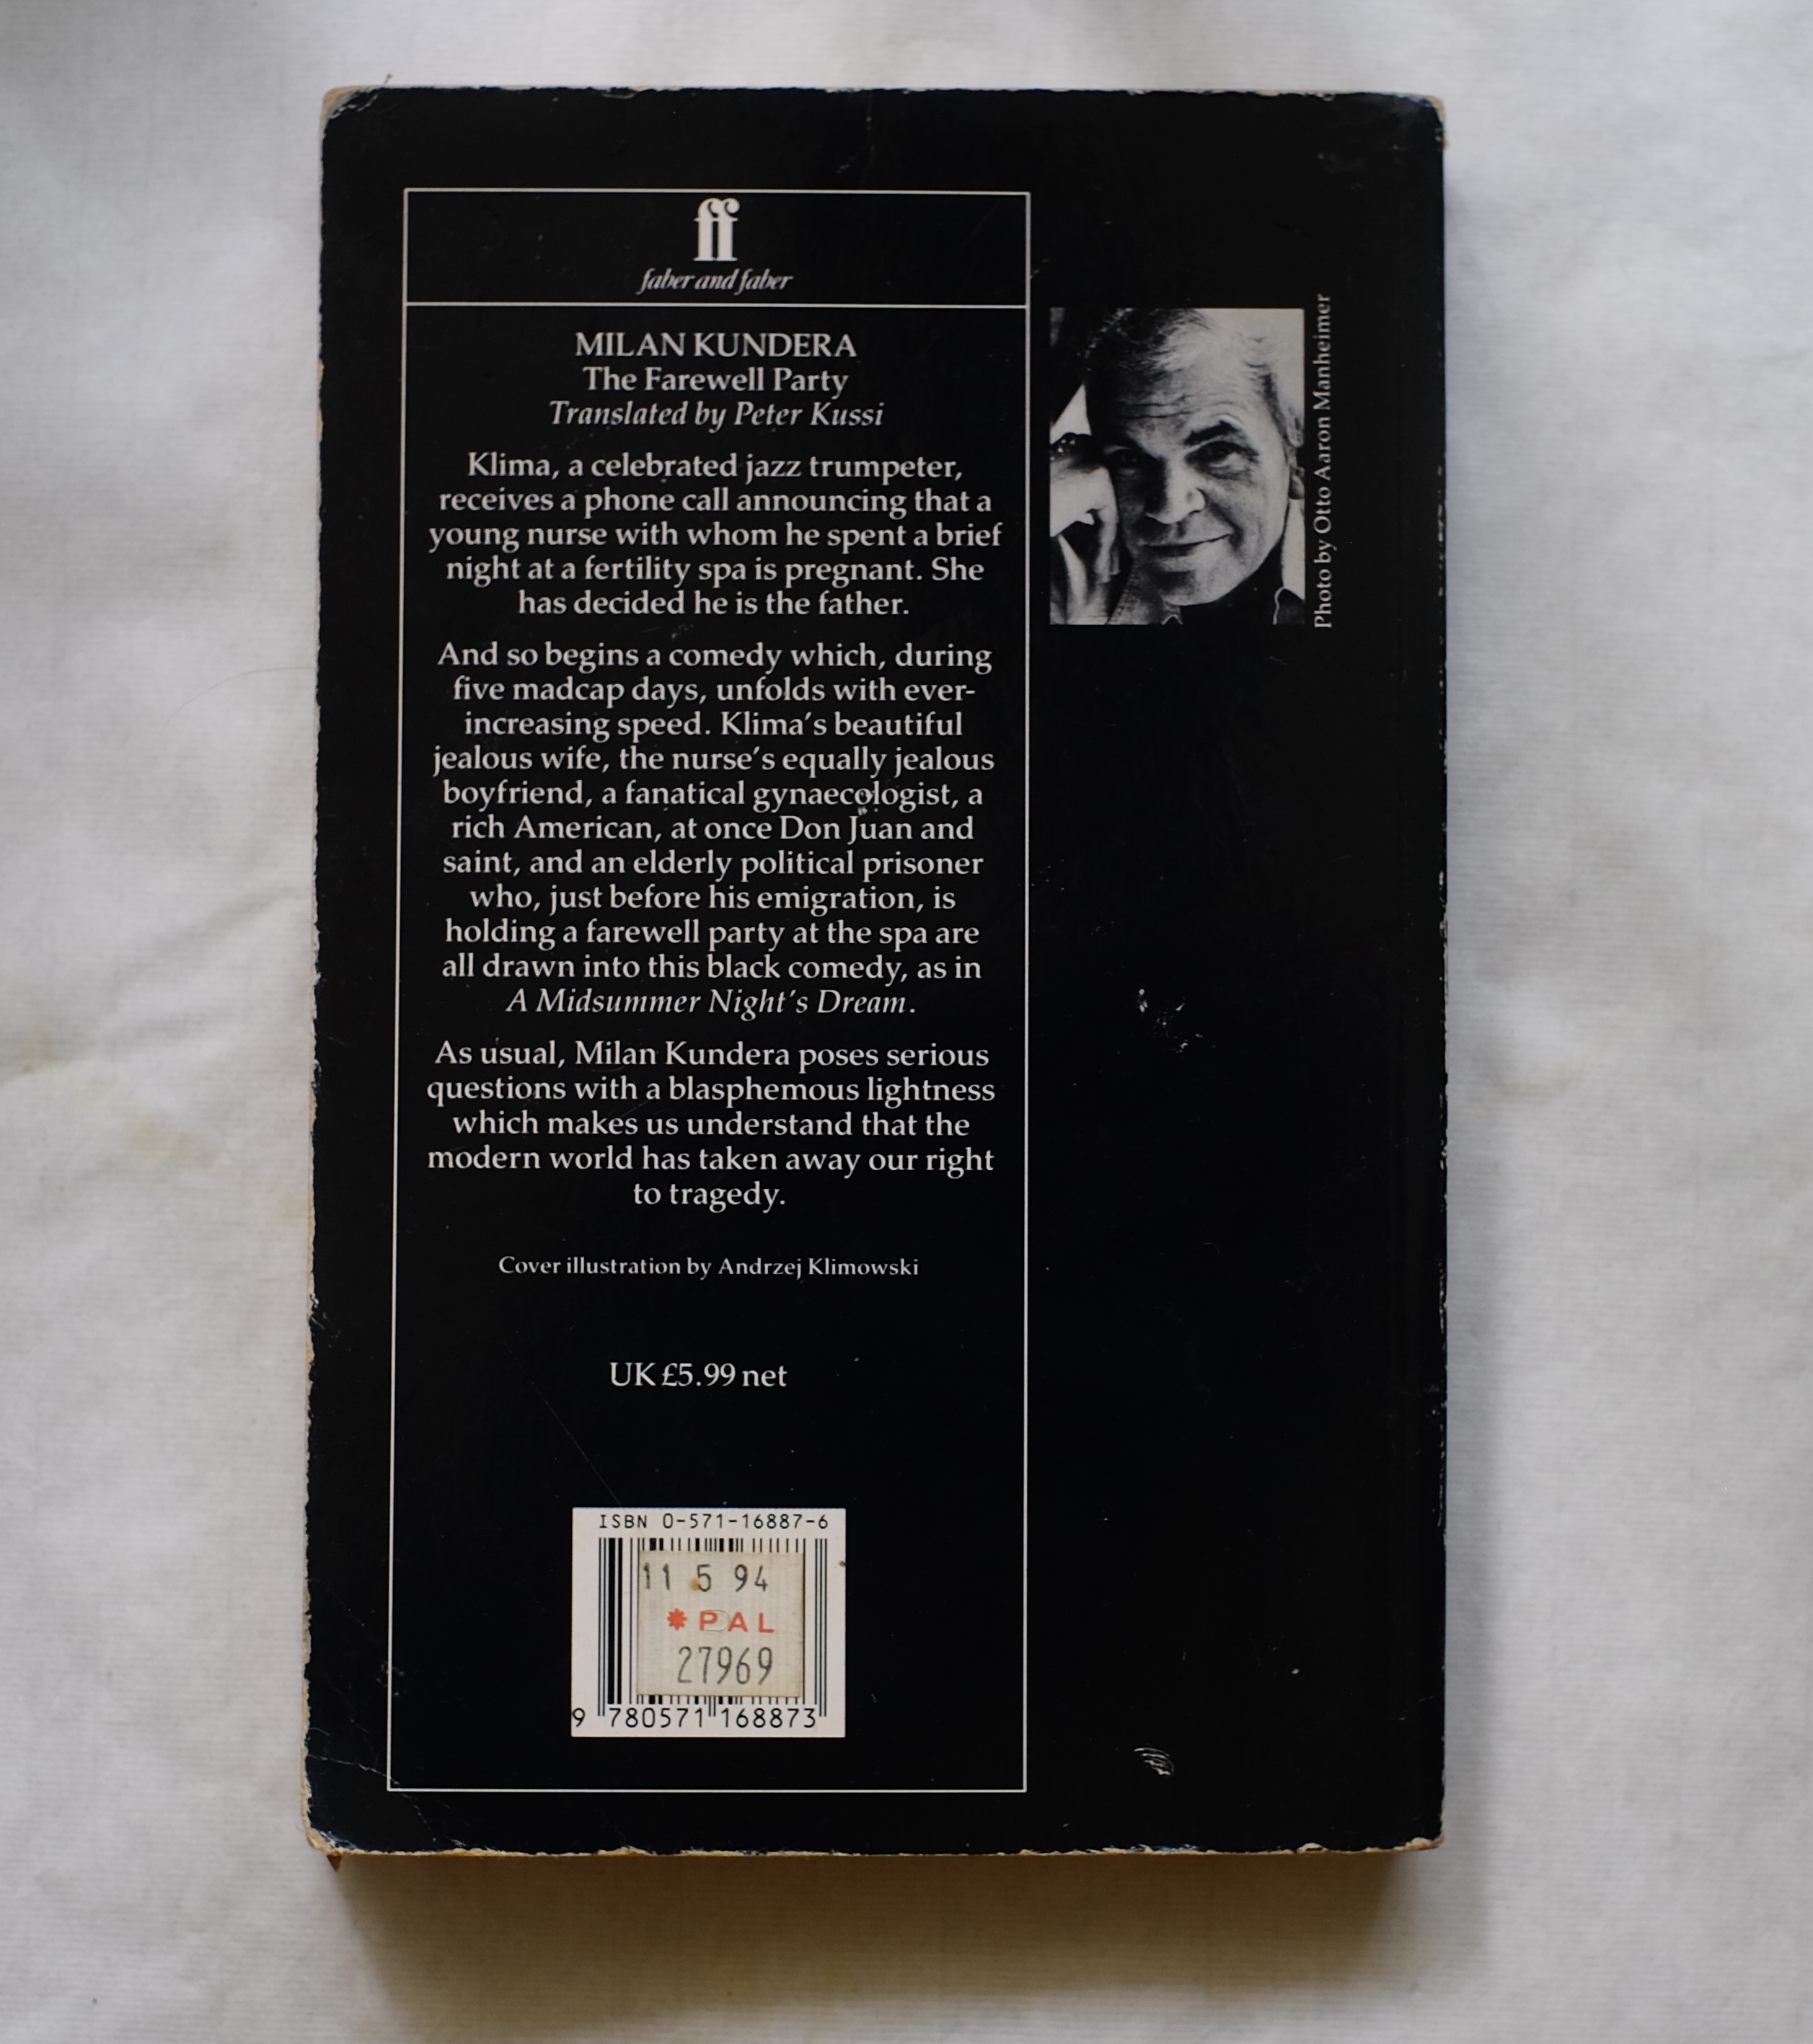 ff
faber and faber
MILAN KUNDERA
The Farewell Party
Translated by Peter Kussi
Klima, a celebrated jazz trumpeter,
receives a phone call announcing that a
young nurse with whom he spent a brief
night at a fertility spa is pregnant. She
has decided he is the father.
And so begins a comedy which, during
five madcap days, unfolds with ever-
increasing speed. Klima's beautiful
jealous wife, the nurse's equally jealous
boyfriend, a fanatical gynaecologist, a
rich American, at once Don Juan and
saint, and an elderly political prisoner
who, just before his emigration, is
holding a farewell party at the spa are
all drawn into this black comedy, as in
A Midsummer Night's Dream.
As usual, Milan Kundera poses serious
questions with a blasphemous lightness
which makes us understand that the
modern world has taken away our right
to tragedy.
Cover illustration by Andrzej Klimowski
UK £5.99 net
ISBN 0-571-16887-6
11 5 94
*PAL
27969
9 780571 168873
Photo by Otto Aaron Manheimer